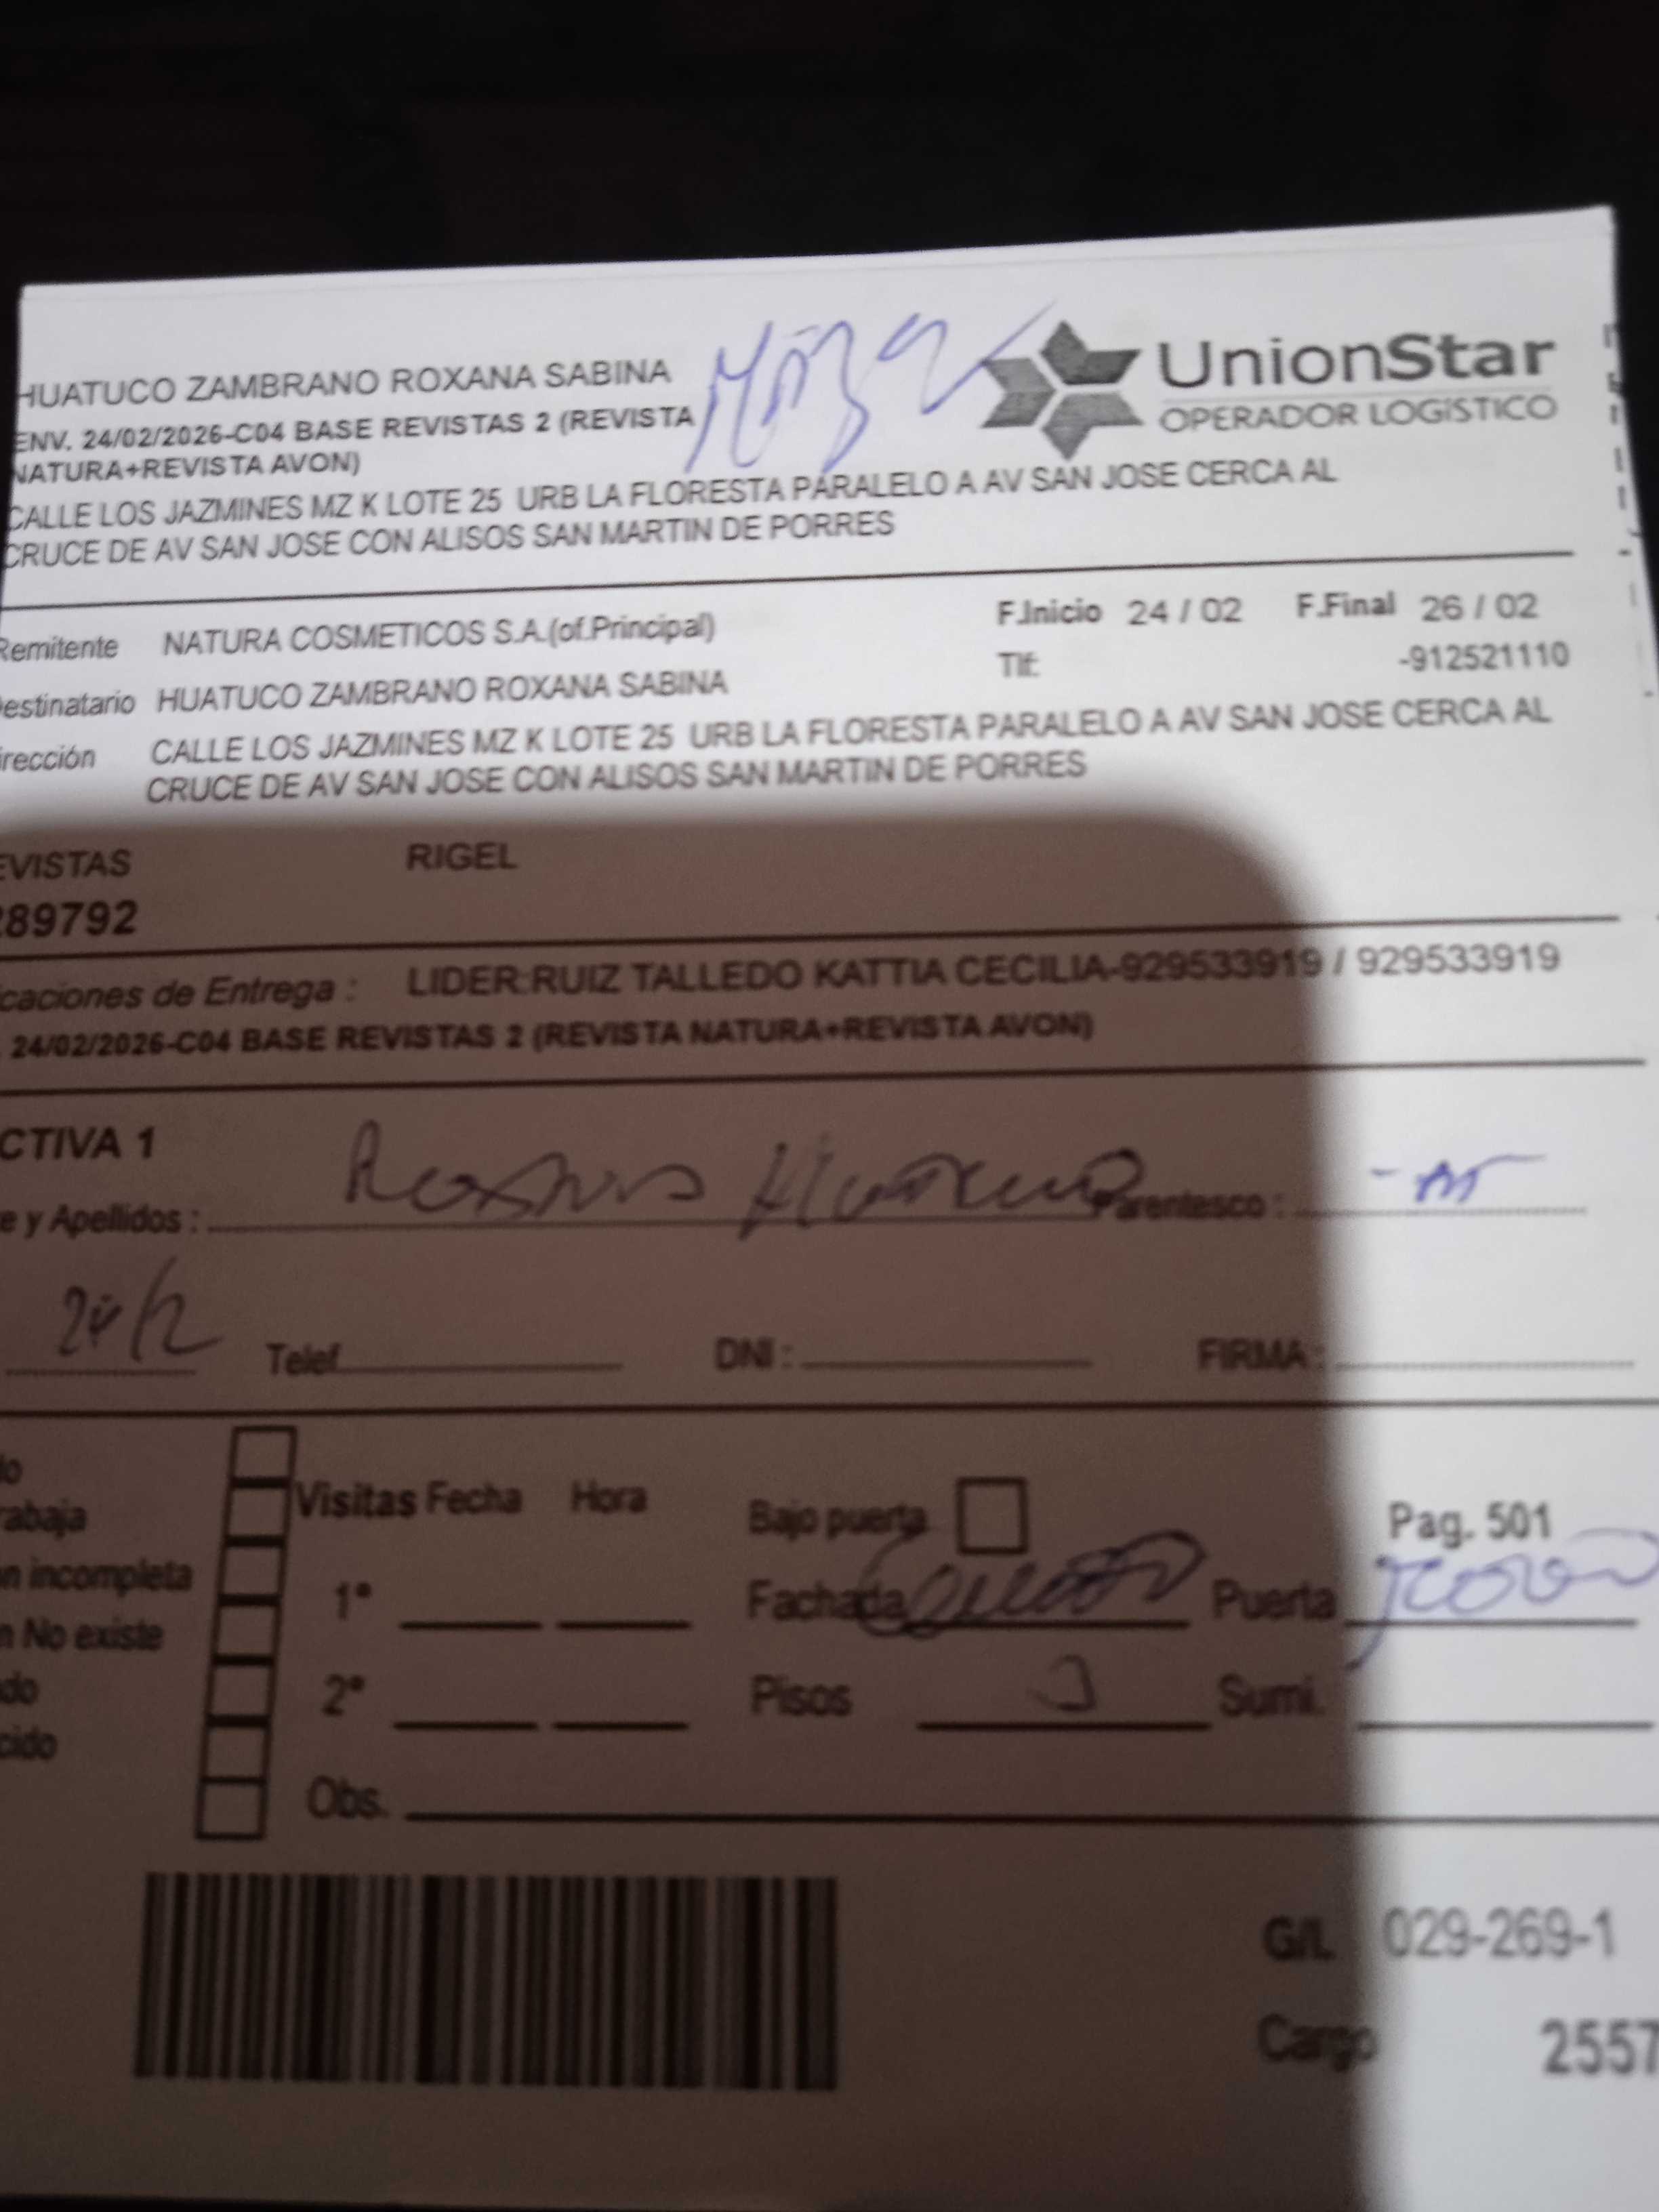 HUATUCO ZAMBRANO ROXANA SABINA
UnionStar
OPERADOR LOGÍSTICO
ENV. 24/02/2026-C04 BASE REVISTAS 2 (REVISTA
NATURA+REVISTA AVON)
CALLE LOS JAZMINES MZ K LOTE 25 URB LA FLORESTA PARALELO A AV SAN JOSE CERCA AL
CRUCE DE AV SAN JOSE CON ALISOS SAN MARTIN DE PORRES
Remitente NATURA COSMETICOS S.A.(of.Principal) F.Inicio 24 / 02 F.Final 26 / 02
estinatario HUATUCO ZAMBRANO ROXANA SABINA Tlf: -912521110
irección CALLE LOS JAZMINES MZ K LOTE 25 URB LA FLORESTA PARALELO A AV SAN JOSE CERCA AL
CRUCE DE AV SAN JOSE CON ALISOS SAN MARTIN DE PORRES
EVISTAS RIGEL
289792
caciones de Entrega : LIDER:RUIZ TALLEDO KATTIA CECILIA-929533919 / 929533919
24/02/2026-C04 BASE REVISTAS 2 (REVISTA NATURA+REVISTA AVON)
CTIVA 1
e y Apellidos : Parentesco :
Telef DNI : FIRMA :
do
rabaja
Visitas Fecha Hora Bajo puerta Pag. 501
n incompleta
1° Fachada Puerta
n No existe
2° Pisos Sumi.
do
cido
Obs.
G/L 029-269-1
Cargo 2557